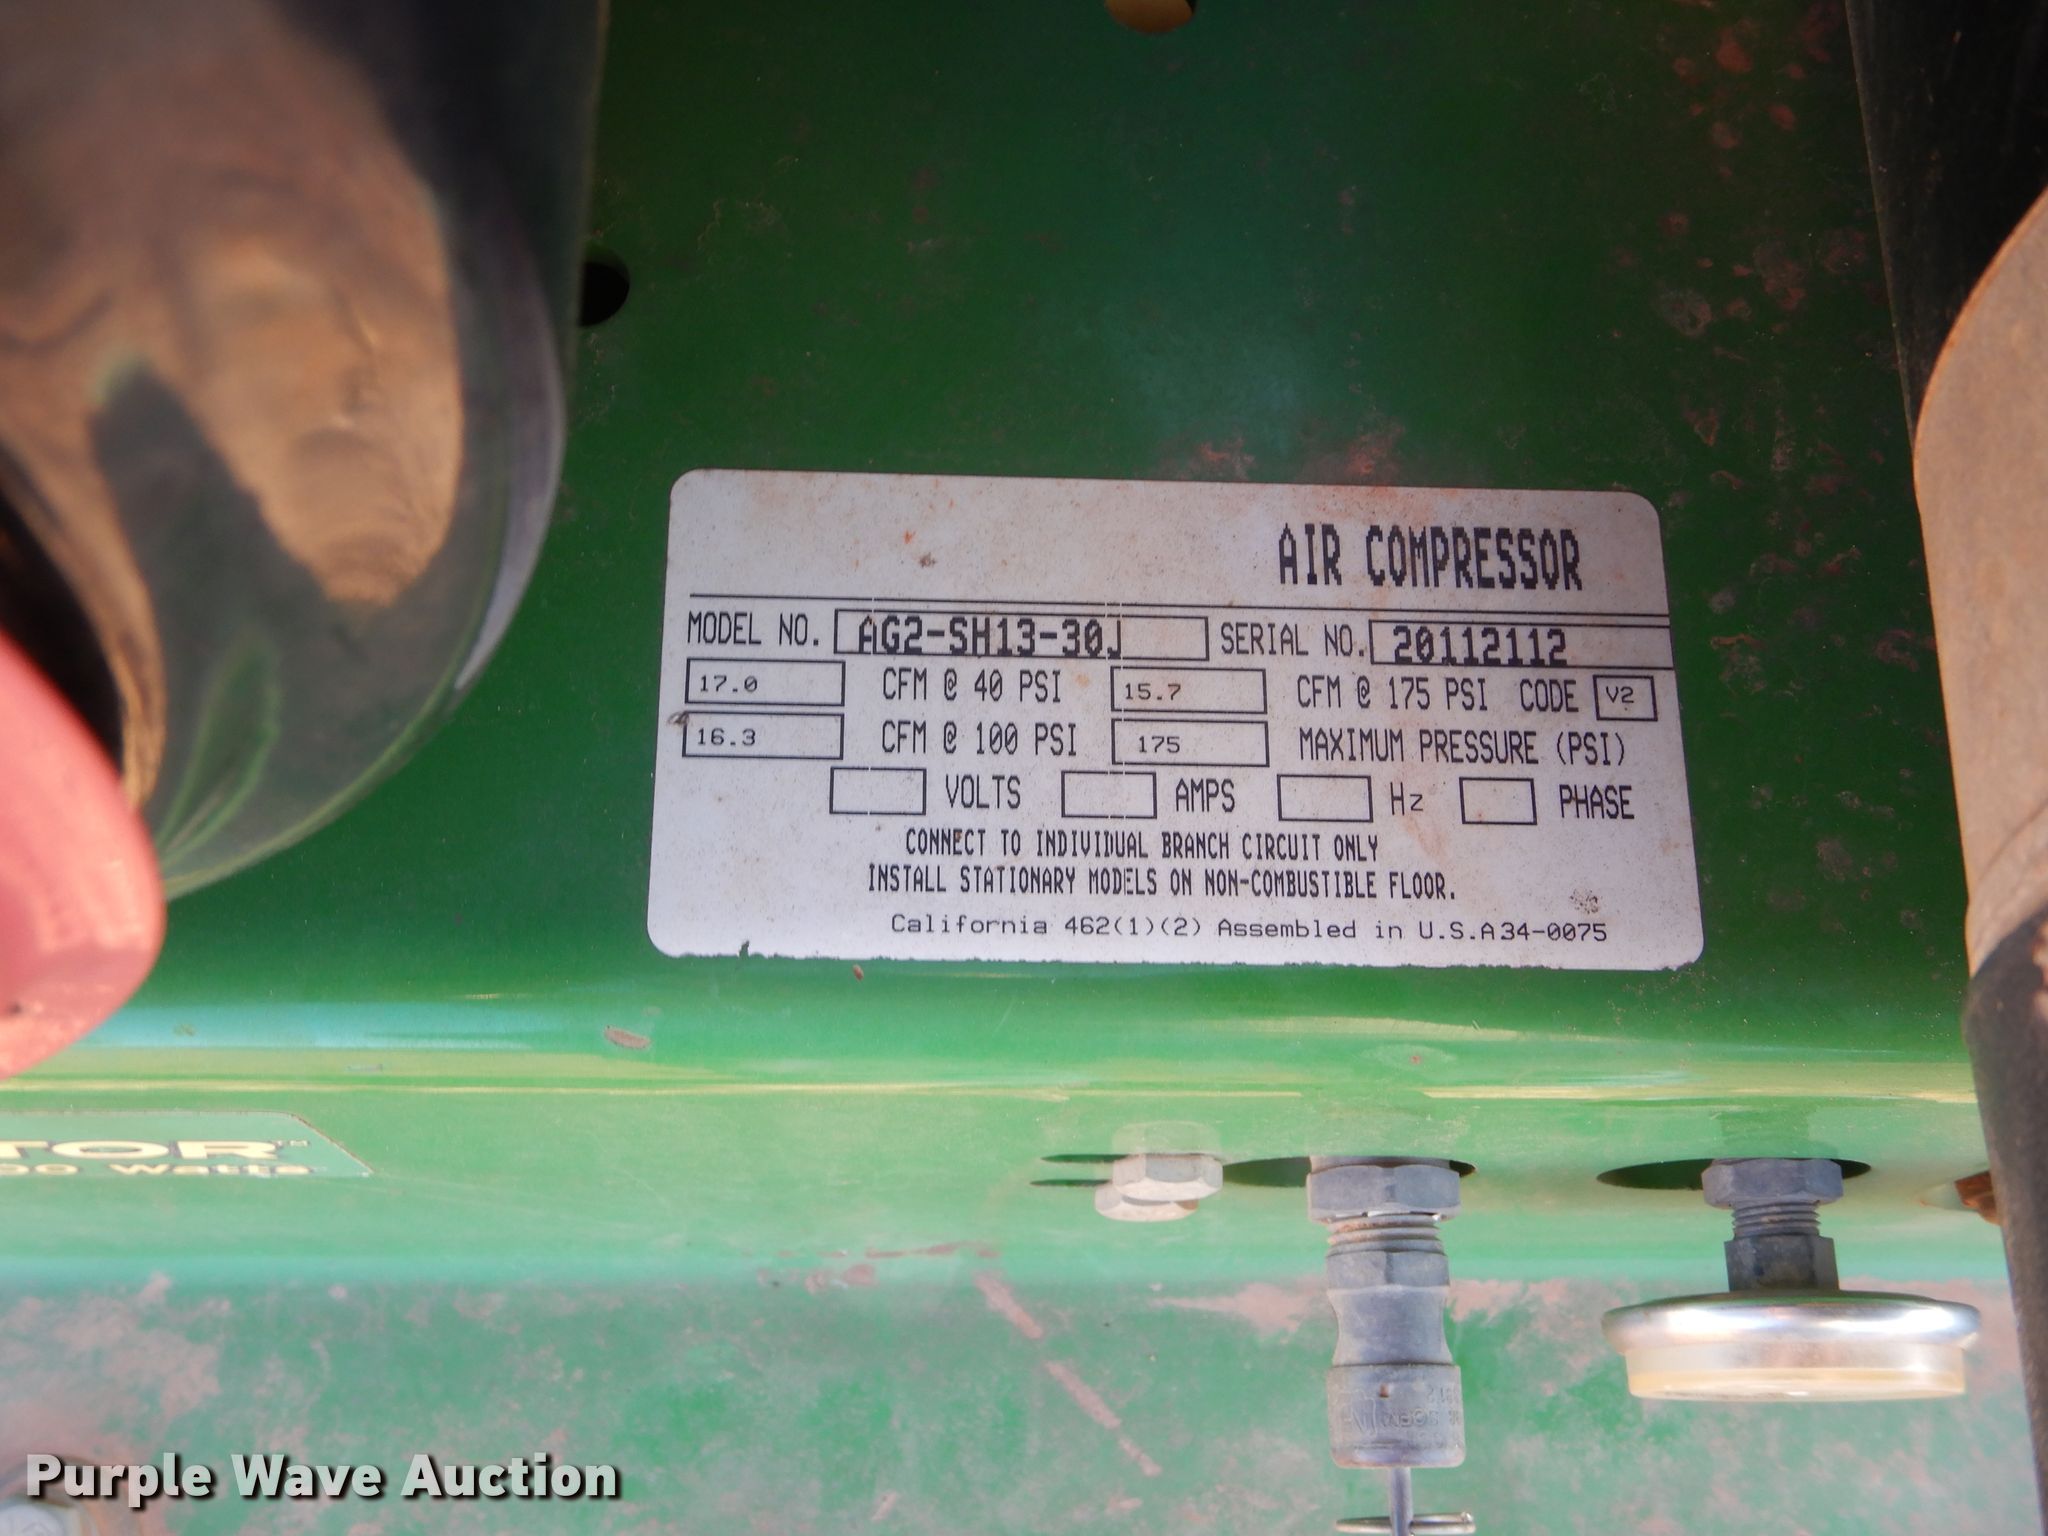 AIR COMPRESSOR
MODEL NO. AG2-SH13-30J SERIAL NO. 20112112
17.0 CFM @ 40 PSI 15.7 CFM @ 175 PSI CODE V2
16.3 CFM @ 100 PSI 175 MAXIMUM PRESSURE (PSI)
VOLTS AMPS Hz PHASE
CONNECT TO INDIVIDUAL BRANCH CIRCUIT ONLY
INSTALL STATIONARY MODELS ON NON-COMBUSTIBLE FLOOR.
California 462(1)(2) Assembled in U.S.A34-0075
TOR™
00 Watts
Purple Wave Auction